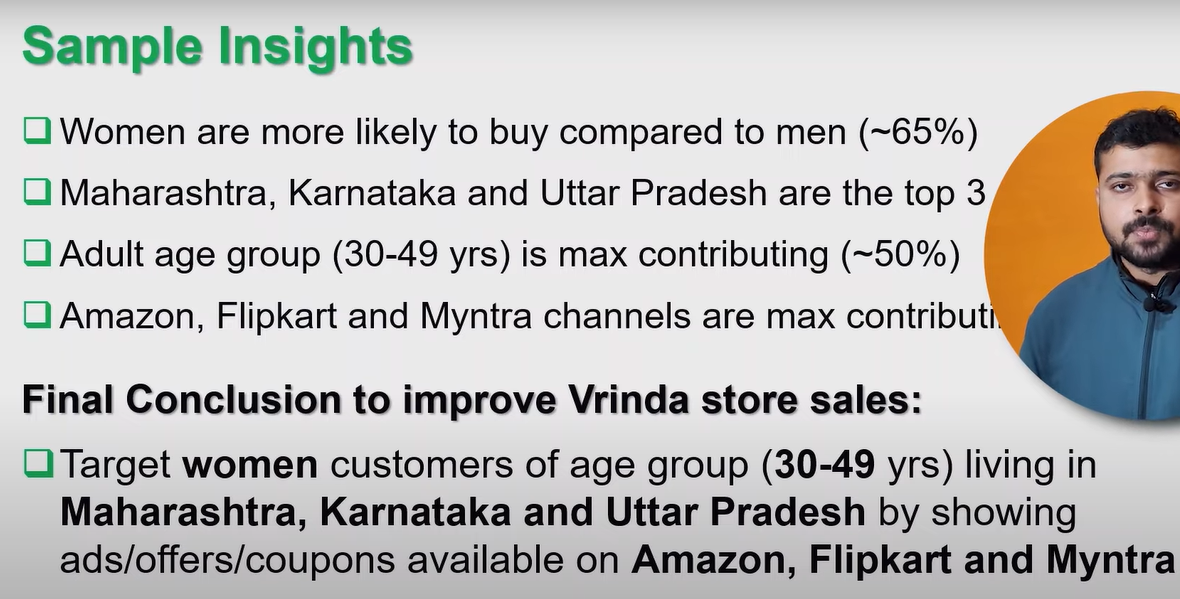 Sample Insights
Women are more likely to buy compared to men (~65%)
Maharashtra, Karnataka and Uttar Pradesh are the top 3
Adult age group (30-49 yrs) is max contributing (~50%)
Amazon, Flipkart and Myntra channels are max
Final Conclusion to improve Vrinda store sales:
Target women customers of age group (30-49 yrs) living in
Maharashtra, Karnataka and Uttar Pradesh by showing
ads/offers/coupons available on Amazon, Flipkart and Myntra